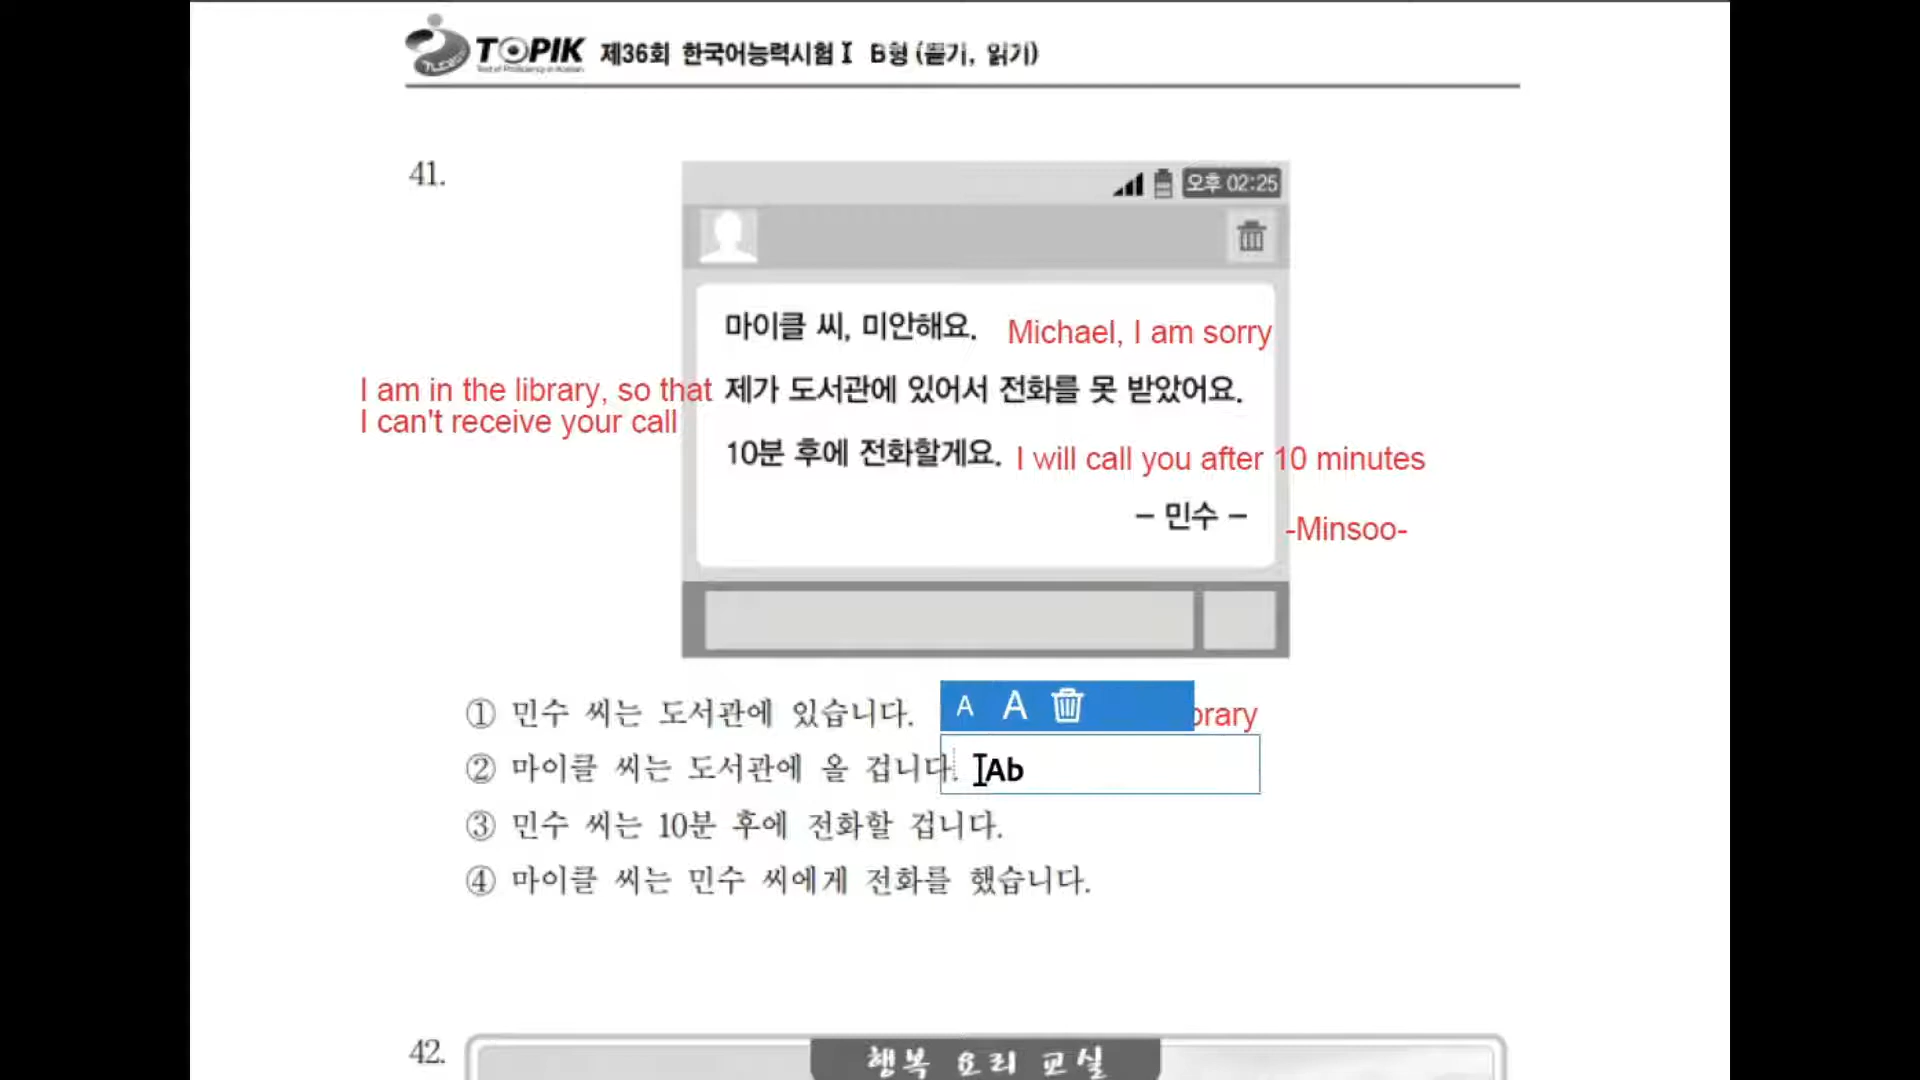 TOPIK 제36회 한국어능력시험 I B형 (듣기, 읽기)
41.
오후 02:25
마이클 씨, 미안해요. Michael, I am sorry
I am in the library, so that 제가 도서관에 있어서 전화를 못 받았어요.
I can't receive your call
10분 후에 전화할게요. I will call you after 10 minutes
- 민수 -
-Minsoo-
① 민수 씨는 도서관에 있습니다. A A brary
② 마이클 씨는 도서관에 올 겁니다. Ab
③ 민수 씨는 10분 후에 전화할 겁니다.
④ 마이클 씨는 민수 씨에게 전화를 했습니다.
42. 행복 요리 교실